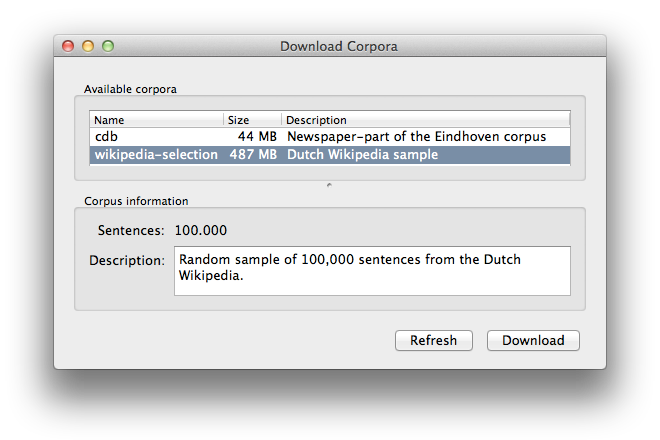 Download Corpora
Available corpora
Name Size Description
cdb 44 MB Newspaper-part of the Eindhoven corpus
wikipedia-selection 487 MB Dutch Wikipedia sample
Corpus information
Sentences: 100.000
Description: Random sample of 100,000 sentences from the Dutch
Wikipedia.
Refresh Download